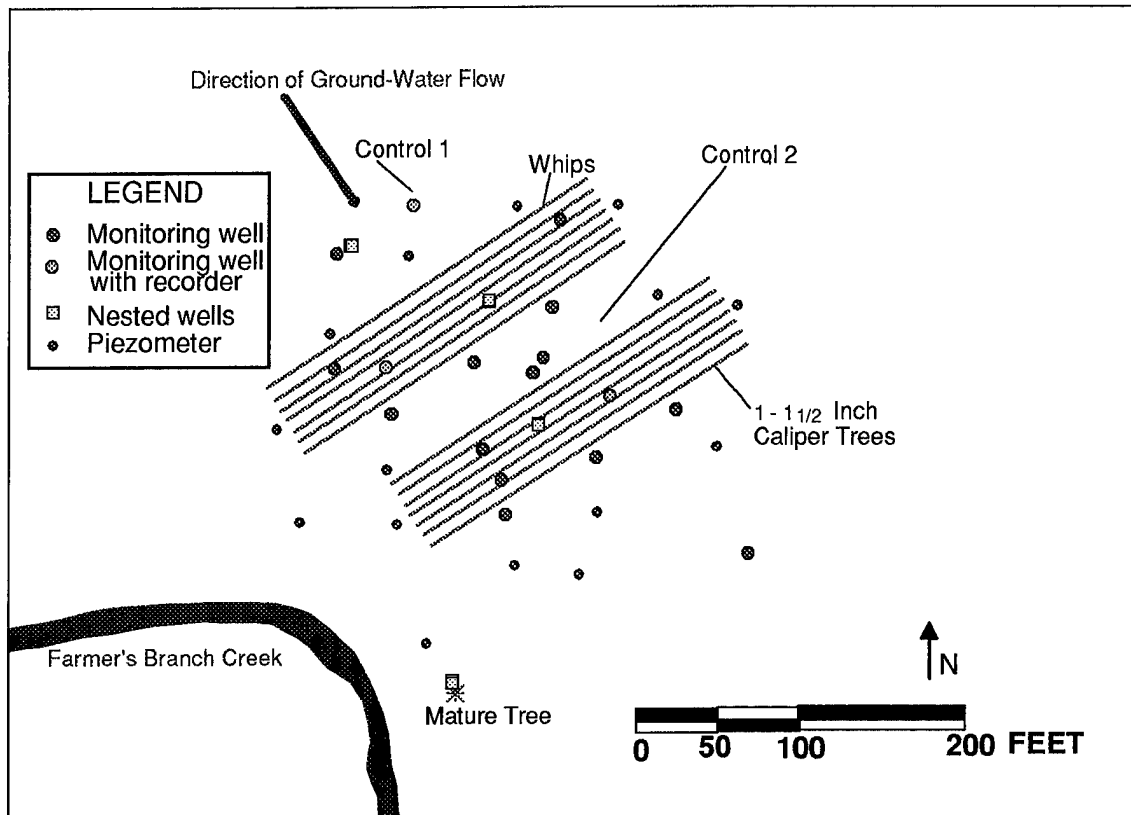 Direction of Ground-Water Flow
Control 1
Whips
Control 2
LEGEND
Monitoring well
Monitoring well
with recorder
Nested wells
Piezometer
1 - 1 1/2 Inch
Caliper Trees
Farmer's Branch Creek
Mature Tree
N
0 50 100 200 FEET